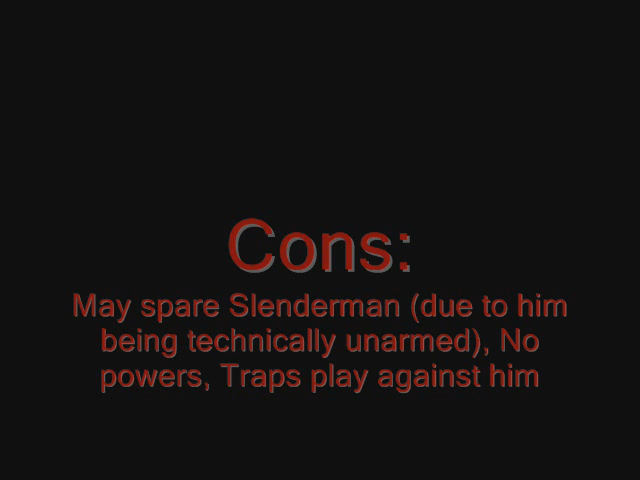 Cons:
May spare Slenderman (due to him
being technically unarmed), No
powers, Traps play against him